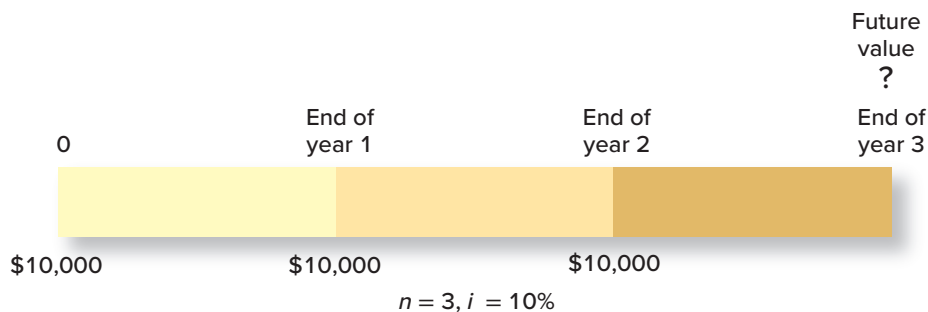 Future
value
?
0
End of
year 1
End of
year 2
End of
year 3
$10,000
$10,000
$10,000
n = 3, i = 10%